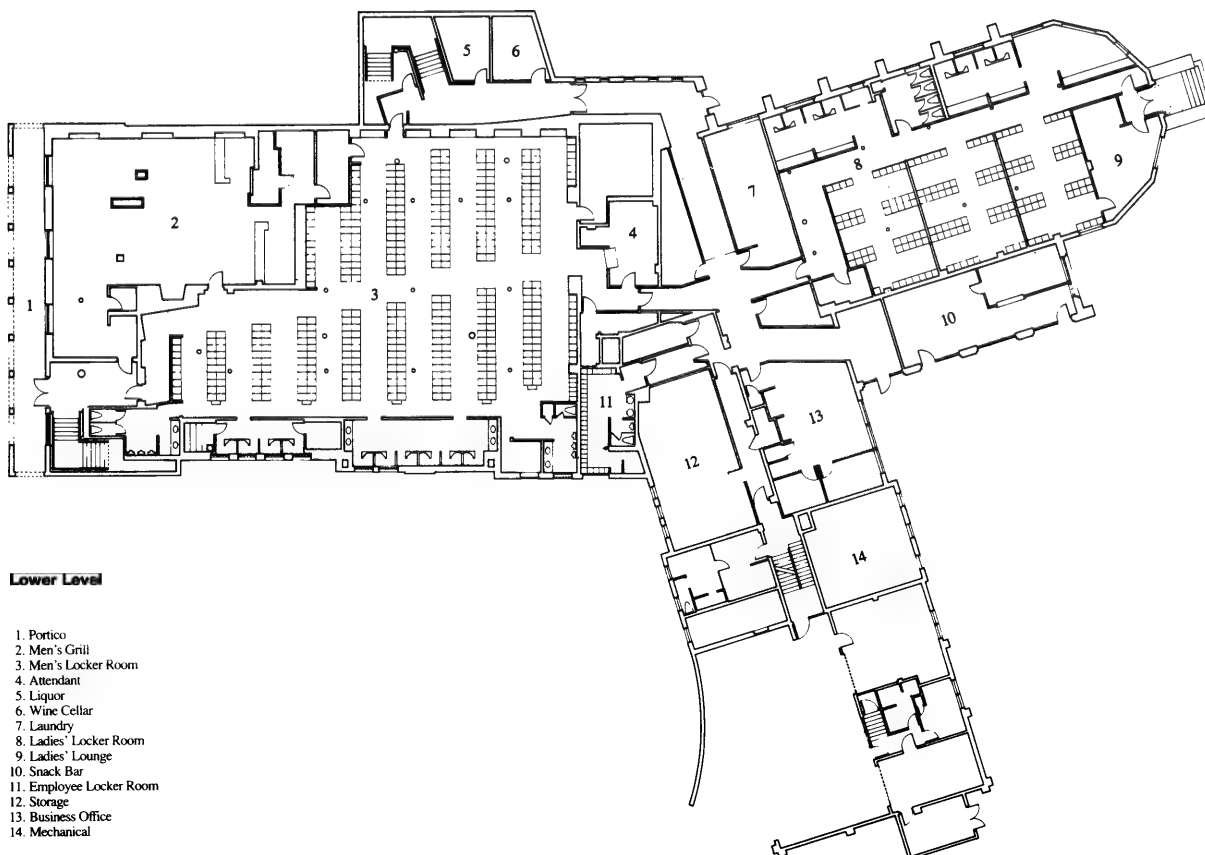 5
6
7
8
9
2
4
1
3
10
11
13
12
14
Lower Level
1. Portico
2. Men's Grill
3. Men's Locker Room
4. Attendant
5. Liquor
6. Wine Cellar
7. Laundry
8. Ladies' Locker Room
9. Ladies' Lounge
10. Snack Bar
11. Employee Locker Room
12. Storage
13. Business Office
14. Mechanical